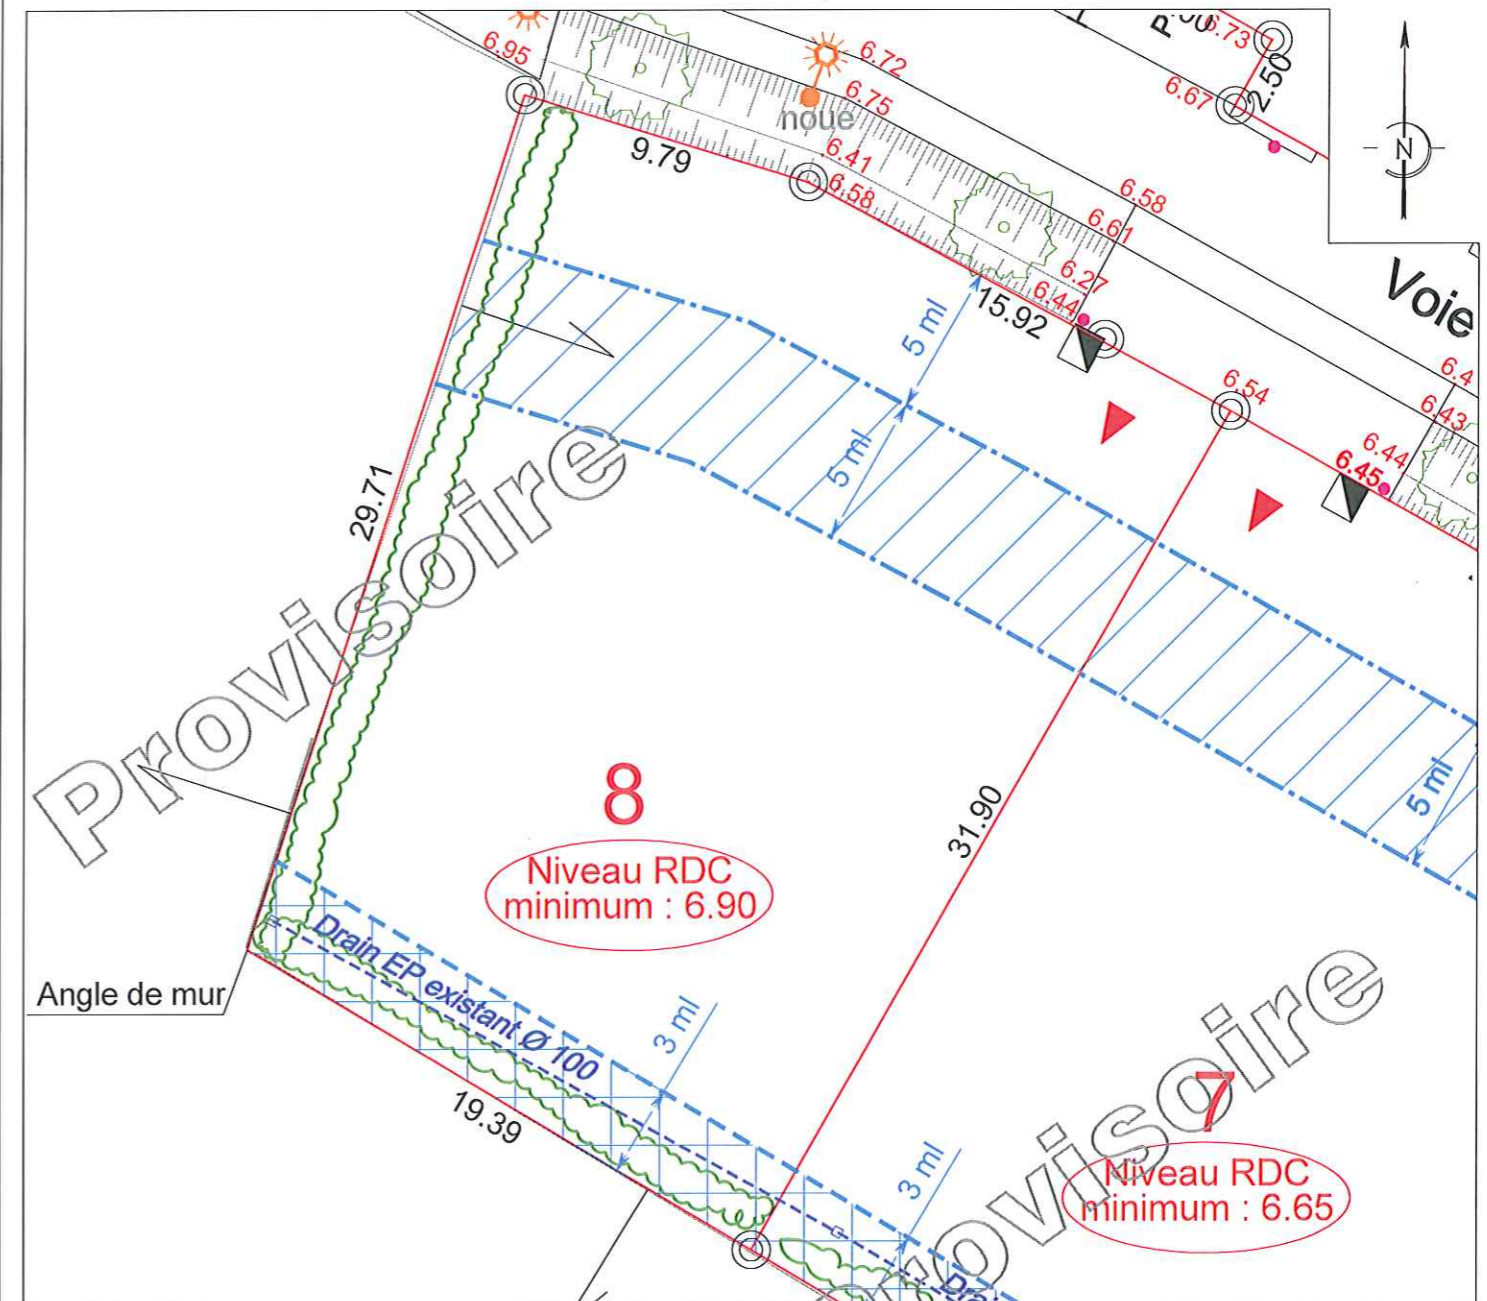 6.95
6.72
6.75
noue
6.73
2.50
6.67
N
9.79
6.41
6.58
6.58
6.61
6.27
6.44
15.92
5 ml
Voie
6.4
6.54
6.43
6.44
6.45
5 ml
29.71
Provisoire
5 ml
8
Niveau RDC
minimum : 6.90
31.90
Drain EP existant Ø 100
Angle de mur
3 ml
19.39
7
Niveau RDC
minimum : 6.65
3 ml
Provisoire
Drai